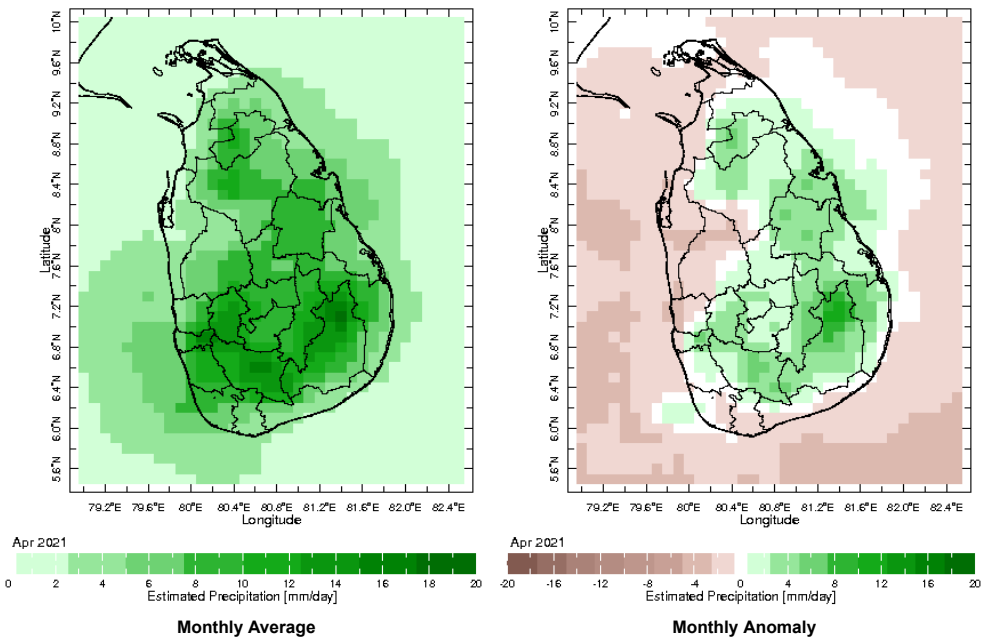 10°N
9.6°N
9.2°N
8.8°N
8.4°N
8°N
7.6°N
7.2°N
6.8°N
6.4°N
6.0°N
5.6°N
Latitude
79.2°E 79.6°E 80°E 80.4°E 80.8°E 81.2°E 81.6°E 82°E 82.4°E
Longitude
Apr 2021
0 2 4 6 8 10 12 14 16 18 20
Estimated Precipitation [mm/day]
Monthly Average
10°N
9.6°N
9.2°N
8.8°N
8.4°N
8°N
7.6°N
7.2°N
6.8°N
6.4°N
6.0°N
5.6°N
Latitude
79.2°E 79.6°E 80°E 80.4°E 80.8°E 81.2°E 81.6°E 82°E 82.4°E
Longitude
Apr 2021
-20 -16 -12 -8 -4 0 4 8 12 16 20
Estimated Precipitation [mm/day]
Monthly Anomaly